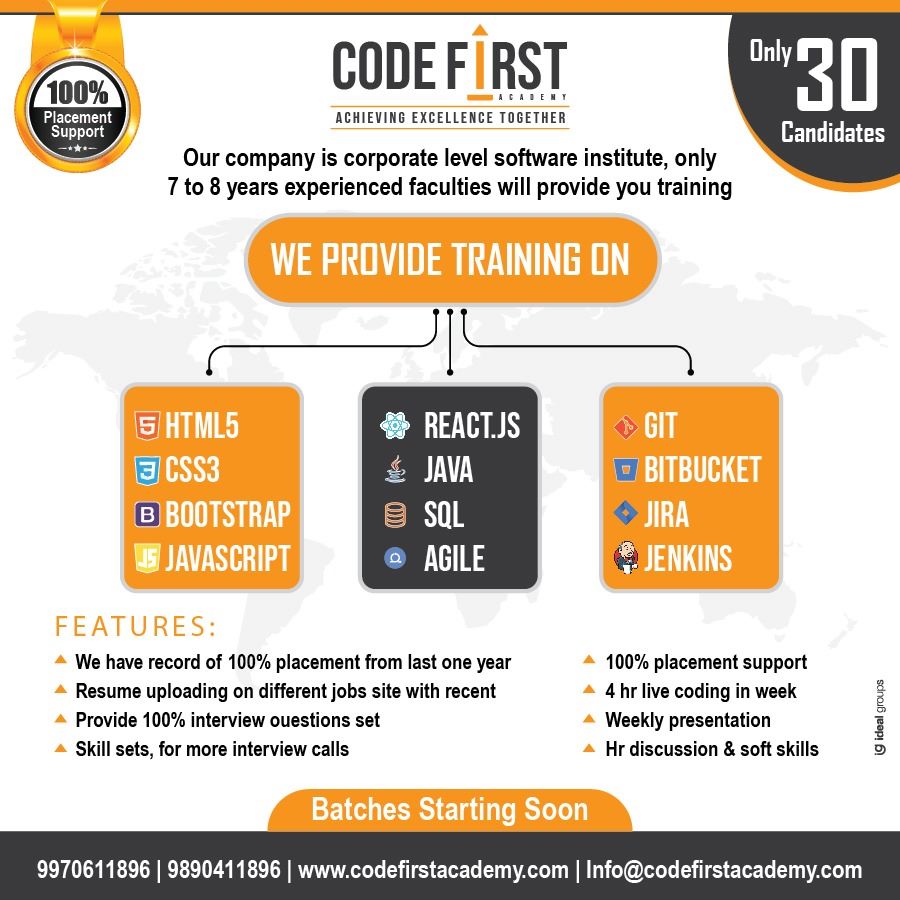 100%
Placement
Support
CODE FIRST
ACADEMY
ACHIEVING EXCELLENCE TOGETHER
Only
30
Candidates
Our company is corporate level software institute, only
7 to 8 years experienced faculties will provide you training
WE PROVIDE TRAINING ON
HTML5
CSS3
BOOTSTRAP
JAVASCRIPT
REACT.JS
JAVA
SQL
AGILE
GIT
BITBUCKET
JIRA
JENKINS
FEATURES:
We have record of 100% placement from last one year
Resume uploading on different jobs site with recent
Provide 100% interview ouestions set
Skill sets, for more interview calls
100% placement support
4 hr live coding in week
Weekly presentation
Hr discussion & soft skills
ig ideal groups
Batches Starting Soon
9970611896 | 9890411896 | www.codefirstacademy.com | Info@codefirstacademy.com